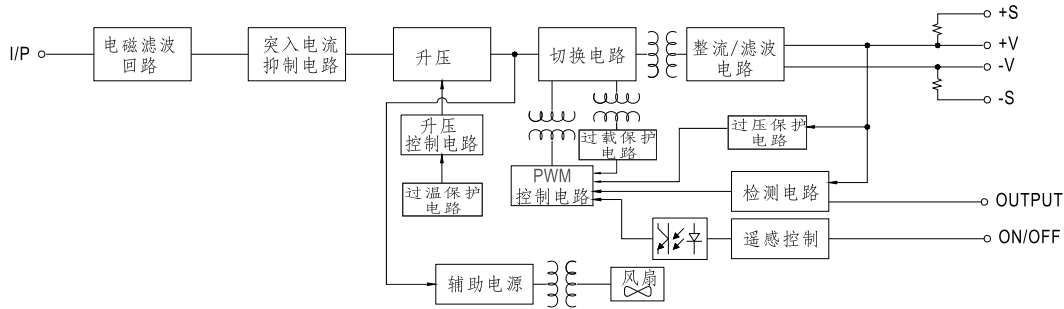 I/P
电磁滤波
回路
突入电流
抑制电路
升压
切换电路
整流/滤波
电路
+S
+V
-V
-S
升压
控制电路
过载保护
电路
过压保护
电路
过温保护
电路
PWM
控制电路
检测电路
OUTPUT
遥感控制
ON/OFF
辅助电源
风扇